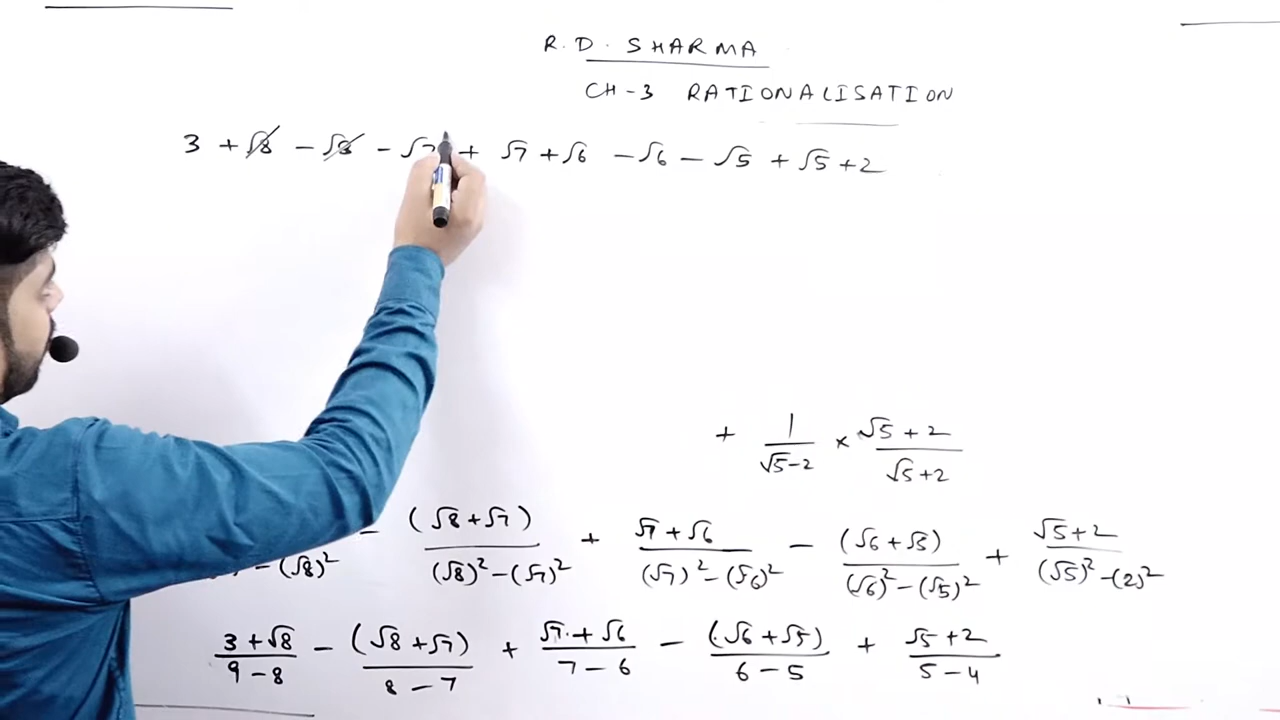 R.D. SHARMA
CH-3 RATIONALISATION
3 + √8 - √8 - √7 + √7 + √6 - √6 - √5 + √5 + 2
+ 1/(√5-2) × (√5+2)/(√5+2)
- (√8+√7)/((√8)²-(√7)²) + (√7+√6)/((√7)²-(√6)²) - (√6+√5)/((√6)²-(√5)²) + (√5+2)/((√5)²-(2)²)
(3+√8)/(9-8) - (√8+√7)/(8-7) + (√7+√6)/(7-6) - (√6+√5)/(6-5) + (√5+2)/(5-4)